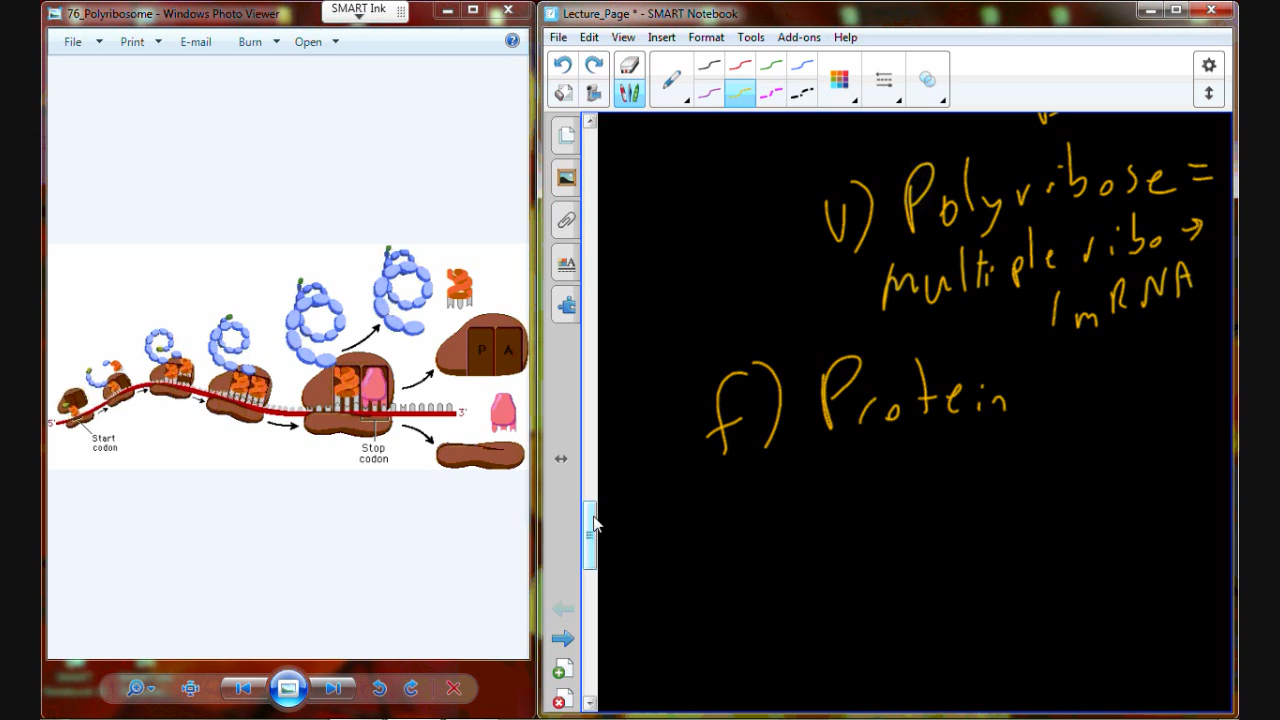 76_Polyribosome - Windows Photo Viewer
SMART Ink
File Print E-mail Burn Open
5'
Start
codon
Stop
codon
3'
P A
Lecture_Page * - SMART Notebook
File Edit View Insert Format Tools Add-ons Help
v) Polyribose =
multiple ribo →
1 mRNA
f) Protein